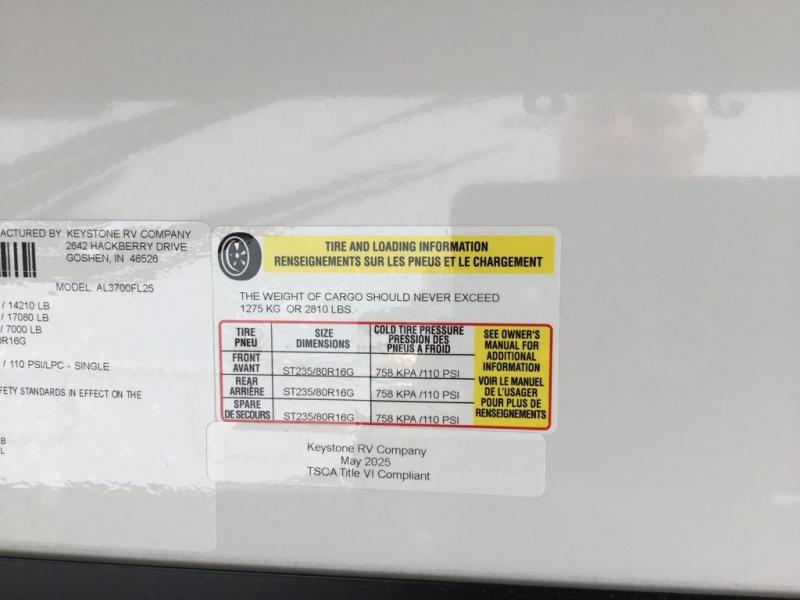 ACTURED BY: KEYSTONE RV COMPANY
2642 HACKBERRY DRIVE
GOSHEN, IN 46526
MODEL: AL3700FL25
/ 14210 LB
/ 17080 LB
/ 7000 LB
0R16G
/ 110 PSI/LPC - SINGLE
FETY STANDARDS IN EFFECT ON THE
B
L
TIRE AND LOADING INFORMATION
RENSEIGNEMENTS SUR LES PNEUS ET LE CHARGEMENT
THE WEIGHT OF CARGO SHOULD NEVER EXCEED
1275 KG OR 2810 LBS.
TIRE
PNEU
SIZE
DIMENSIONS
COLD TIRE PRESSURE
PRESSION DES
PNEUS A FROID
FRONT
AVANT
ST235/80R16G
758 KPA /110 PSI
REAR
ARRIÈRE
ST235/80R16G
758 KPA /110 PSI
SPARE
DE SECOURS
ST235/80R16G
758 KPA /110 PSI
SEE OWNER'S
MANUAL FOR
ADDITIONAL
INFORMATION
VOIR LE MANUEL
DE L'USAGER
POUR PLUS DE
RENSEIGNEMENTS
Keystone RV Company
May 2025
TSCA Title VI Compliant